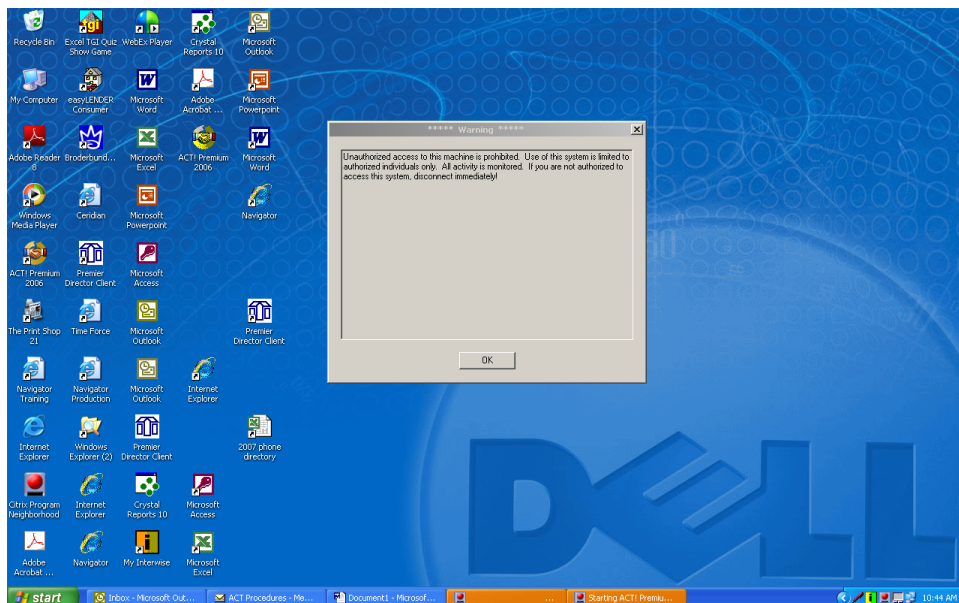 Recycle Bin
Excel TGI Quiz
Show Game
WebEx Player
Crystal
Reports 10
Microsoft
Outlook
My Computer
easyLENDER
Consumer
Microsoft
Word
Adobe
Acrobat ...
Microsoft
Powerpoint
Adobe Reader
8
Broderbund...
Microsoft
Excel
ACT! Premium
2006
Microsoft
Word
Windows
Media Player
Ceridian
Microsoft
Powerpoint
Navigator
ACT! Premium
2006
Premier
Director Client
Microsoft
Access
The Print Shop
21
Time Force
Microsoft
Outlook
Premier
Director Client
Navigator
Training
Navigator
Production
Microsoft
Outlook
Internet
Explorer
Internet
Explorer
Windows
Explorer (2)
Premier
Director Client
2007 phone
directory
Citrix Program
Neighborhood
Internet
Explorer
Crystal
Reports 10
Microsoft
Access
Adobe
Acrobat ...
Navigator
My Interwise
Microsoft
Excel
***** Warning *****
Unauthorized access to this machine is prohibited. Use of this system is limited to
authorized individuals only. All activity is monitored. If you are not authorized to
access this system, disconnect immediately!
OK
DELL
start
Inbox - Microsoft Out...
ACT Procedures - Me...
Document1 - Microsof...
...
Starting ACT! Premiu...
10:44 AM